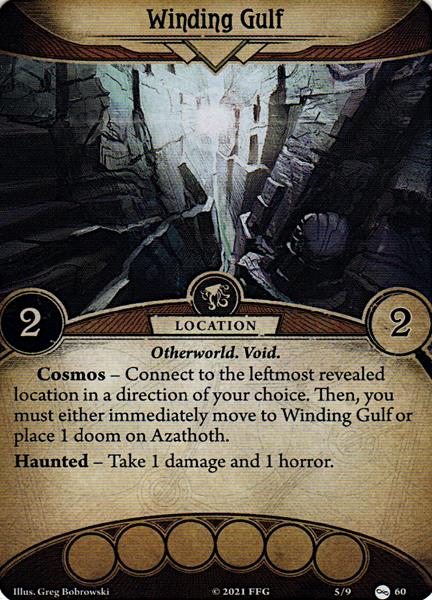 Winding Gulf
2
LOCATION
2
Otherworld. Void.
Cosmos – Connect to the leftmost revealed
location in a direction of your choice. Then, you
must either immediately move to Winding Gulf or
place 1 doom on Azathoth.
Haunted – Take 1 damage and 1 horror.
Illus. Greg Bobrowski © 2021 FFG 5/9 60